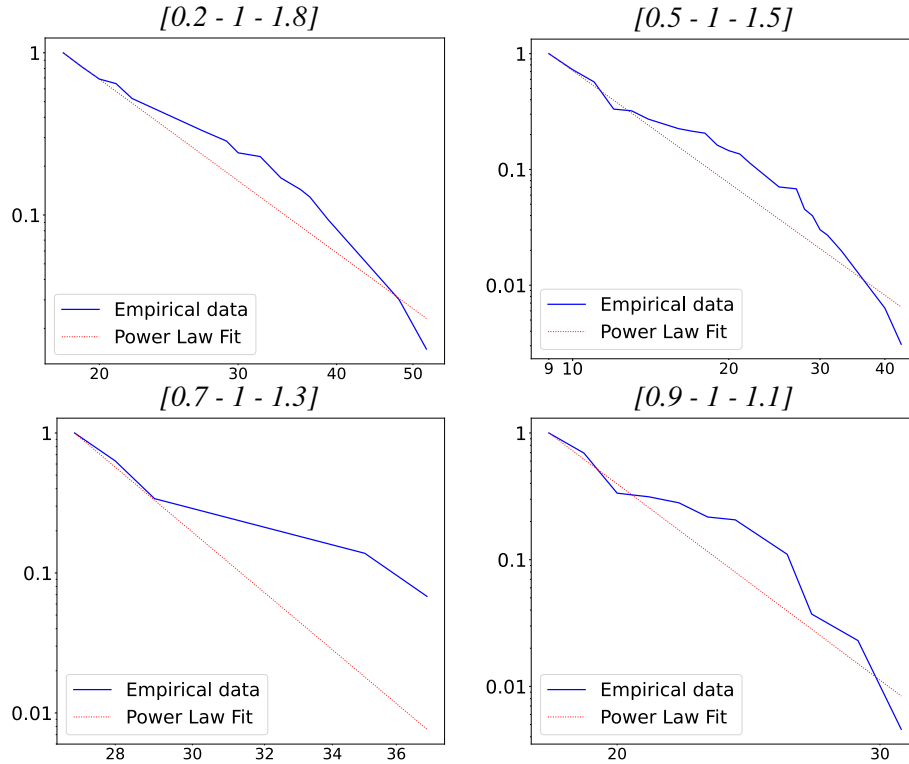 [0.2 - 1 - 1.8]
1
0.1
Empirical data
Power Law Fit
20 30 40 50
[0.5 - 1 - 1.5]
1
0.1
0.01
Empirical data
Power Law Fit
9 10 20 30 40
[0.7 - 1 - 1.3]
1
0.1
0.01
Empirical data
Power Law Fit
28 30 32 34 36
[0.9 - 1 - 1.1]
1
0.1
0.01
Empirical data
Power Law Fit
20 30